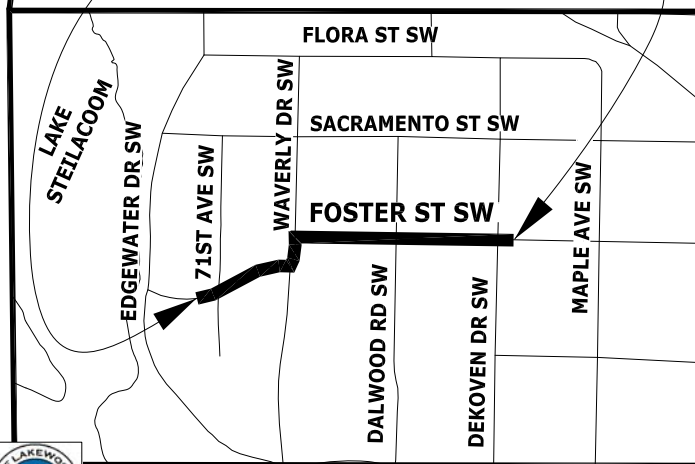 FLORA ST SW
LAKE
STEILACOOM
SACRAMENTO ST SW
EDGEWATER DR SW
71ST AVE SW
WAVERLY DR SW
FOSTER ST SW
MAPLE AVE SW
DALWOOD RD SW
DEKOVEN DR SW